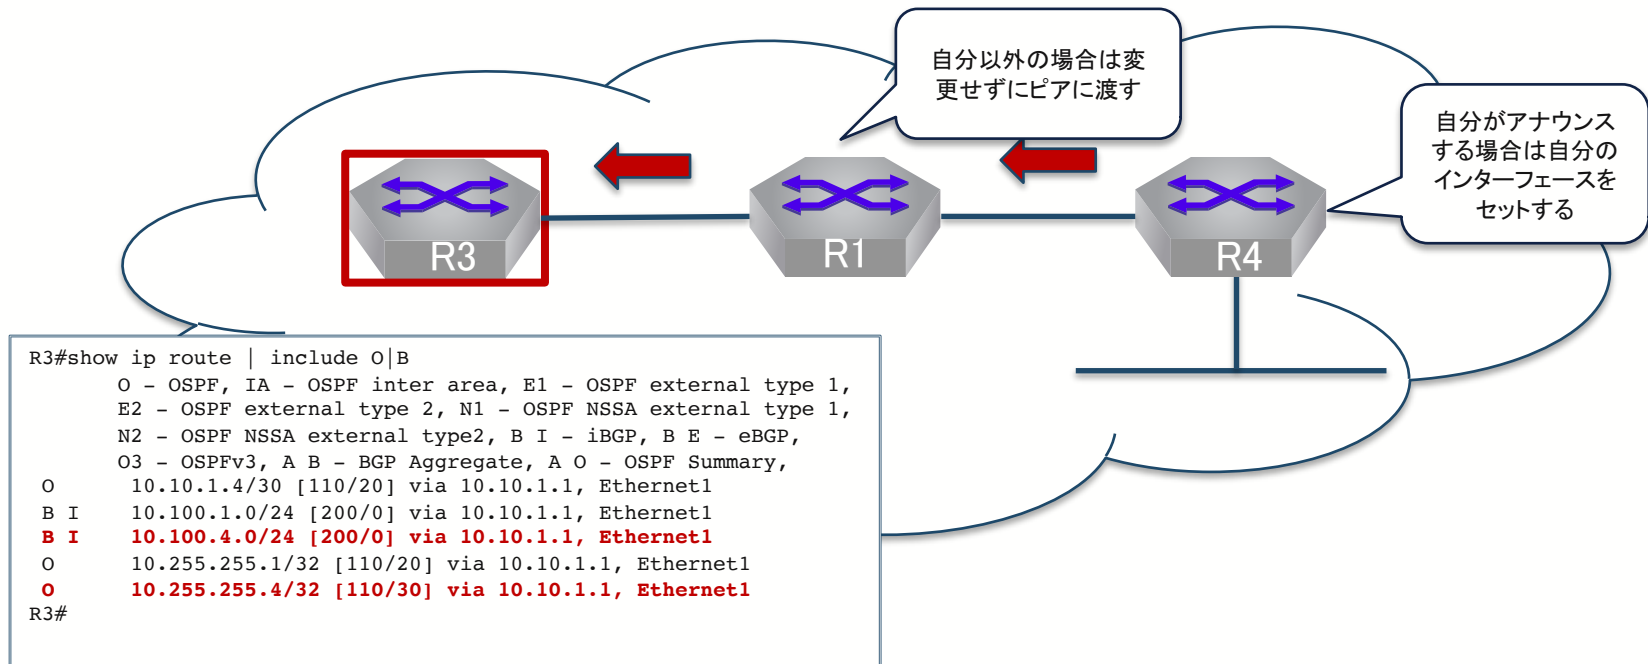 自分以外の場合は変
更せずにピアに渡す
自分がアナウンス
する場合は自分の
インターフェースを
セットする
R3
R1
R4
R3#show ip route | include O|B
O - OSPF, IA - OSPF inter area, E1 - OSPF external type 1,
E2 - OSPF external type 2, N1 - OSPF NSSA external type 1,
N2 - OSPF NSSA external type2, B I - iBGP, B E - eBGP,
O3 - OSPFv3, A B - BGP Aggregate, A O - OSPF Summary,
O 10.10.1.4/30 [110/20] via 10.10.1.1, Ethernet1
B I 10.100.1.0/24 [200/0] via 10.10.1.1, Ethernet1
B I 10.100.4.0/24 [200/0] via 10.10.1.1, Ethernet1
O 10.255.255.1/32 [110/20] via 10.10.1.1, Ethernet1
O 10.255.255.4/32 [110/30] via 10.10.1.1, Ethernet1
R3#